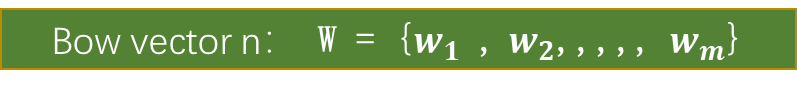 Bow vector n： W = {w₁ , w₂, , , , , wₘ}